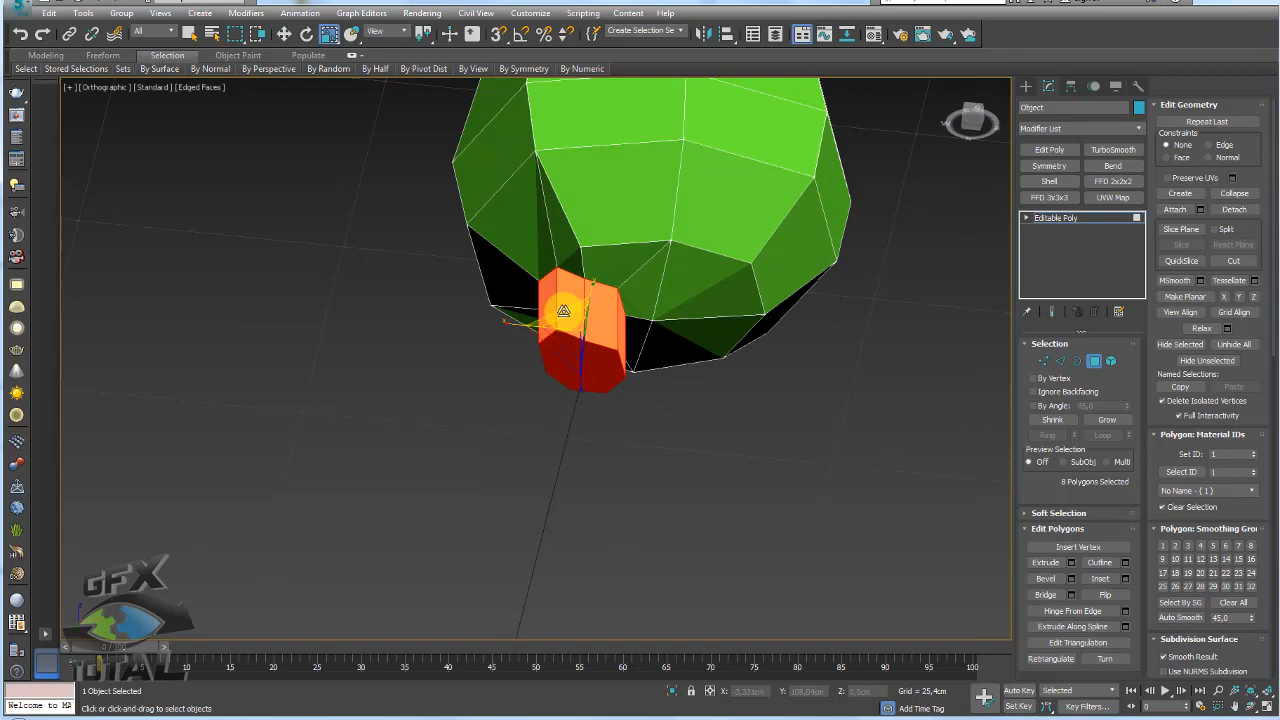 Edit Tools Group Views Create Modifiers Animation Graph Editors Rendering Civil View Customize Scripting Content Help
All View Create Selection Se
Modeling Freeform Selection Object Paint Populate
Select Stored Selections Sets By Surface By Normal By Perspective By Random By Half By Pivot Dist By View By Symmetry By Numeric
[ + ] [ Orthographic ] [ Standard ] [ Edged Faces ]
Object
Modifier List
Edit Poly TurboSmooth
Symmetry Bend
Shell FFD 2x2x2
FFD 3x3x3 UVW Map
Editable Poly
Selection
By Vertex
Ignore Backfacing
By Angle: 45,0
Shrink Grow
Ring Loop
Preview Selection
Off SubObj Multi
8 Polygons Selected
Soft Selection
Edit Polygons
Insert Vertex
Extrude Outline
Bevel Inset
Bridge Flip
Hinge From Edge
Extrude Along Spline
Edit Triangulation
Retriangulate Turn
Edit Geometry
Repeat Last
Constraints
None Edge
Face Normal
Preserve UVs
Create Collapse
Attach Detach
Slice Plane Split
Slice Reset Plane
QuickSlice Cut
MSmooth Tessellate
Make Planar X Y Z
View Align Grid Align
Relax
Hide Selected Unhide All
Hide Unselected
Named Selections:
Copy Paste
Delete Isolated Vertices
Full Interactivity
Polygon: Material IDs
Set ID: 1
Select ID 1
No Name - ( 1 )
Clear Selection
Polygon: Smoothing Grou
1 2 3 4 5 6 7 8
9 10 11 12 13 14 15 16
17 18 19 20 21 22 23 24
25 26 27 28 29 30 31 32
Select By SG Clear All
Auto Smooth 45,0
Subdivision Surface
Smooth Result
Use NURMS Subdivision
x y
GFX
TOTAL
0 / 100
5 10 15 20 25 30 35 40 45 50 55 60 65 70 75 80 85 90 95 100
1 Object Selected
X: -3,331cm Y: 108,04cm Z: 0,0cm Grid = 25,4cm
Auto Key Selected
Welcome to M
Click or click-and-drag to select objects
Add Time Tag
Set Key Key Filters...
0